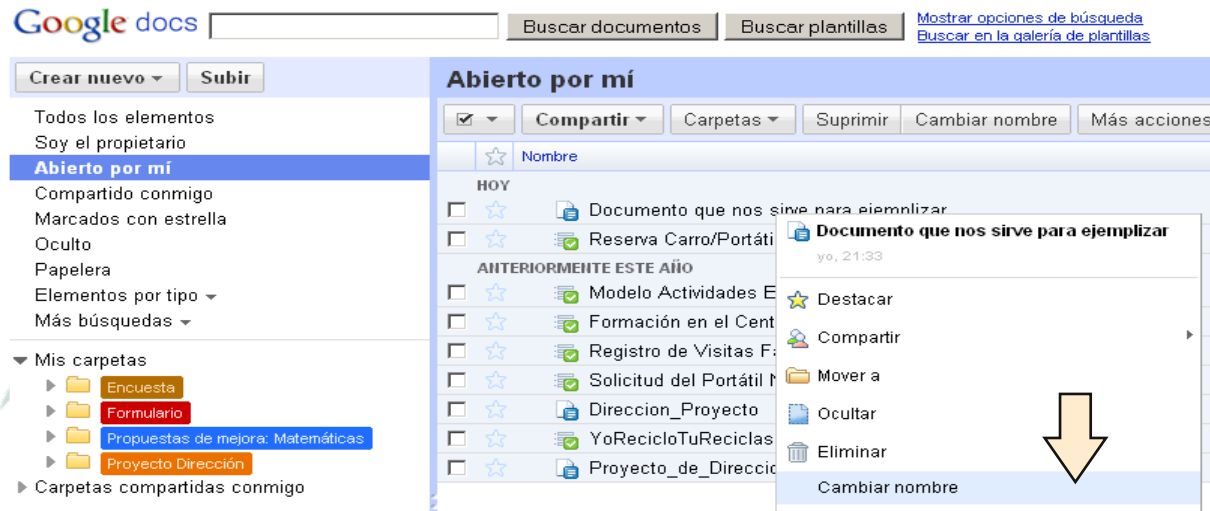 Google docs Buscar documentos Buscar plantillas Mostrar opciones de búsqueda
Buscar en la galería de plantillas
Crear nuevo Subir
Todos los elementos
Soy el propietario
Abierto por mí
Compartido conmigo
Marcados con estrella
Oculto
Papelera
Elementos por tipo
Más búsquedas
Mis carpetas
Encuesta
Formulario
Propuestas de mejora: Matemáticas
Proyecto Dirección
Carpetas compartidas conmigo
Abierto por mí
Compartir Carpetas Suprimir Cambiar nombre Más acciones
Nombre
HOY
Documento que nos sirve para ejemplizar
Reserva Carro/Portáti
ANTERIORMENTE ESTE AÑO
Modelo Actividades E
Formación en el Cent
Registro de Visitas Fa
Solicitud del Portátil N
Direccion_Proyecto
YoRecicloTuReciclas
Proyecto_de_Direccio
Documento que nos sirve para ejemplizar
yo, 21:33
Destacar
Compartir
Mover a
Ocultar
Eliminar
Cambiar nombre